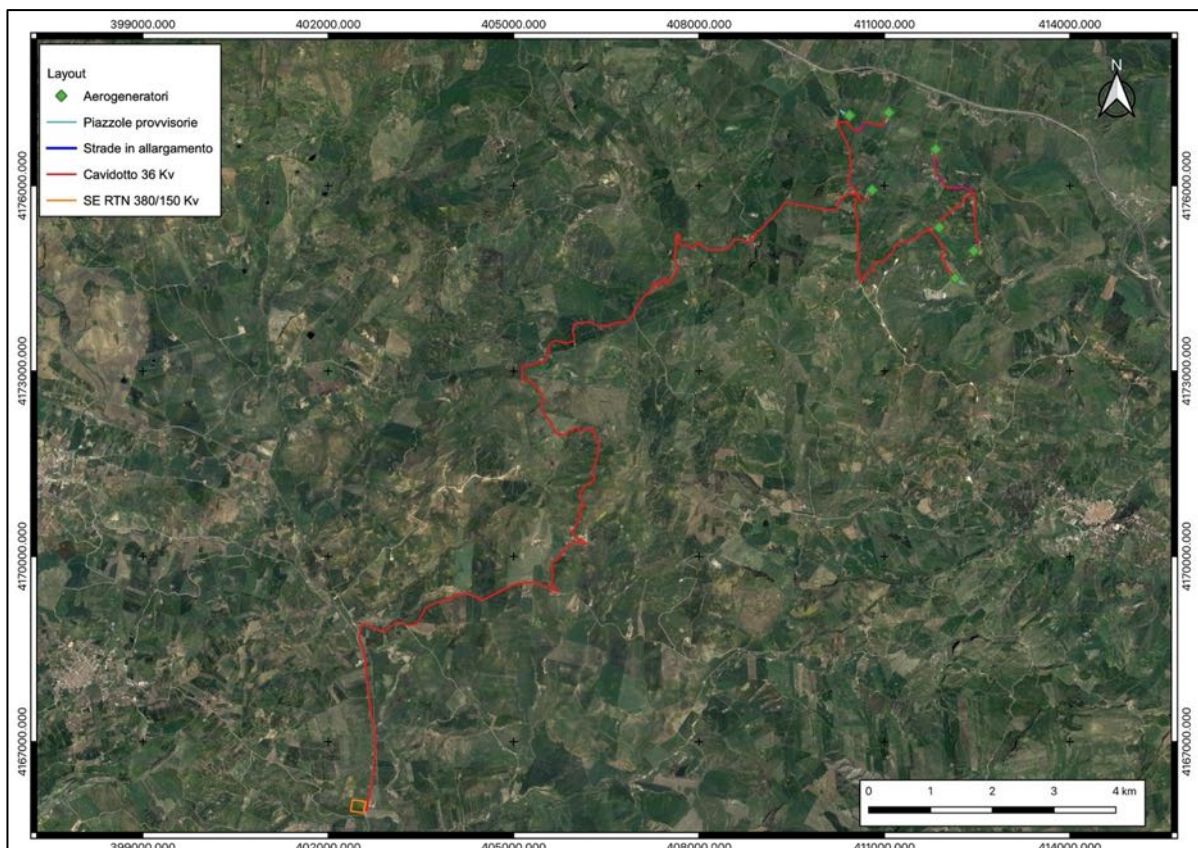 399000.000 402000.000 405000.000 408000.000 411000.000 414000.000
Layout
Aerogeneratori
Piazzole provvisorie
Strade in allargamento
Cavidotto 36 Kv
SE RTN 380/150 Kv
N
4176000.000 4176000.000
4173000.000 4173000.000
4170000.000 4170000.000
4167000.000 4167000.000
0 1 2 3 4 km
399000.000 402000.000 405000.000 408000.000 411000.000 414000.000